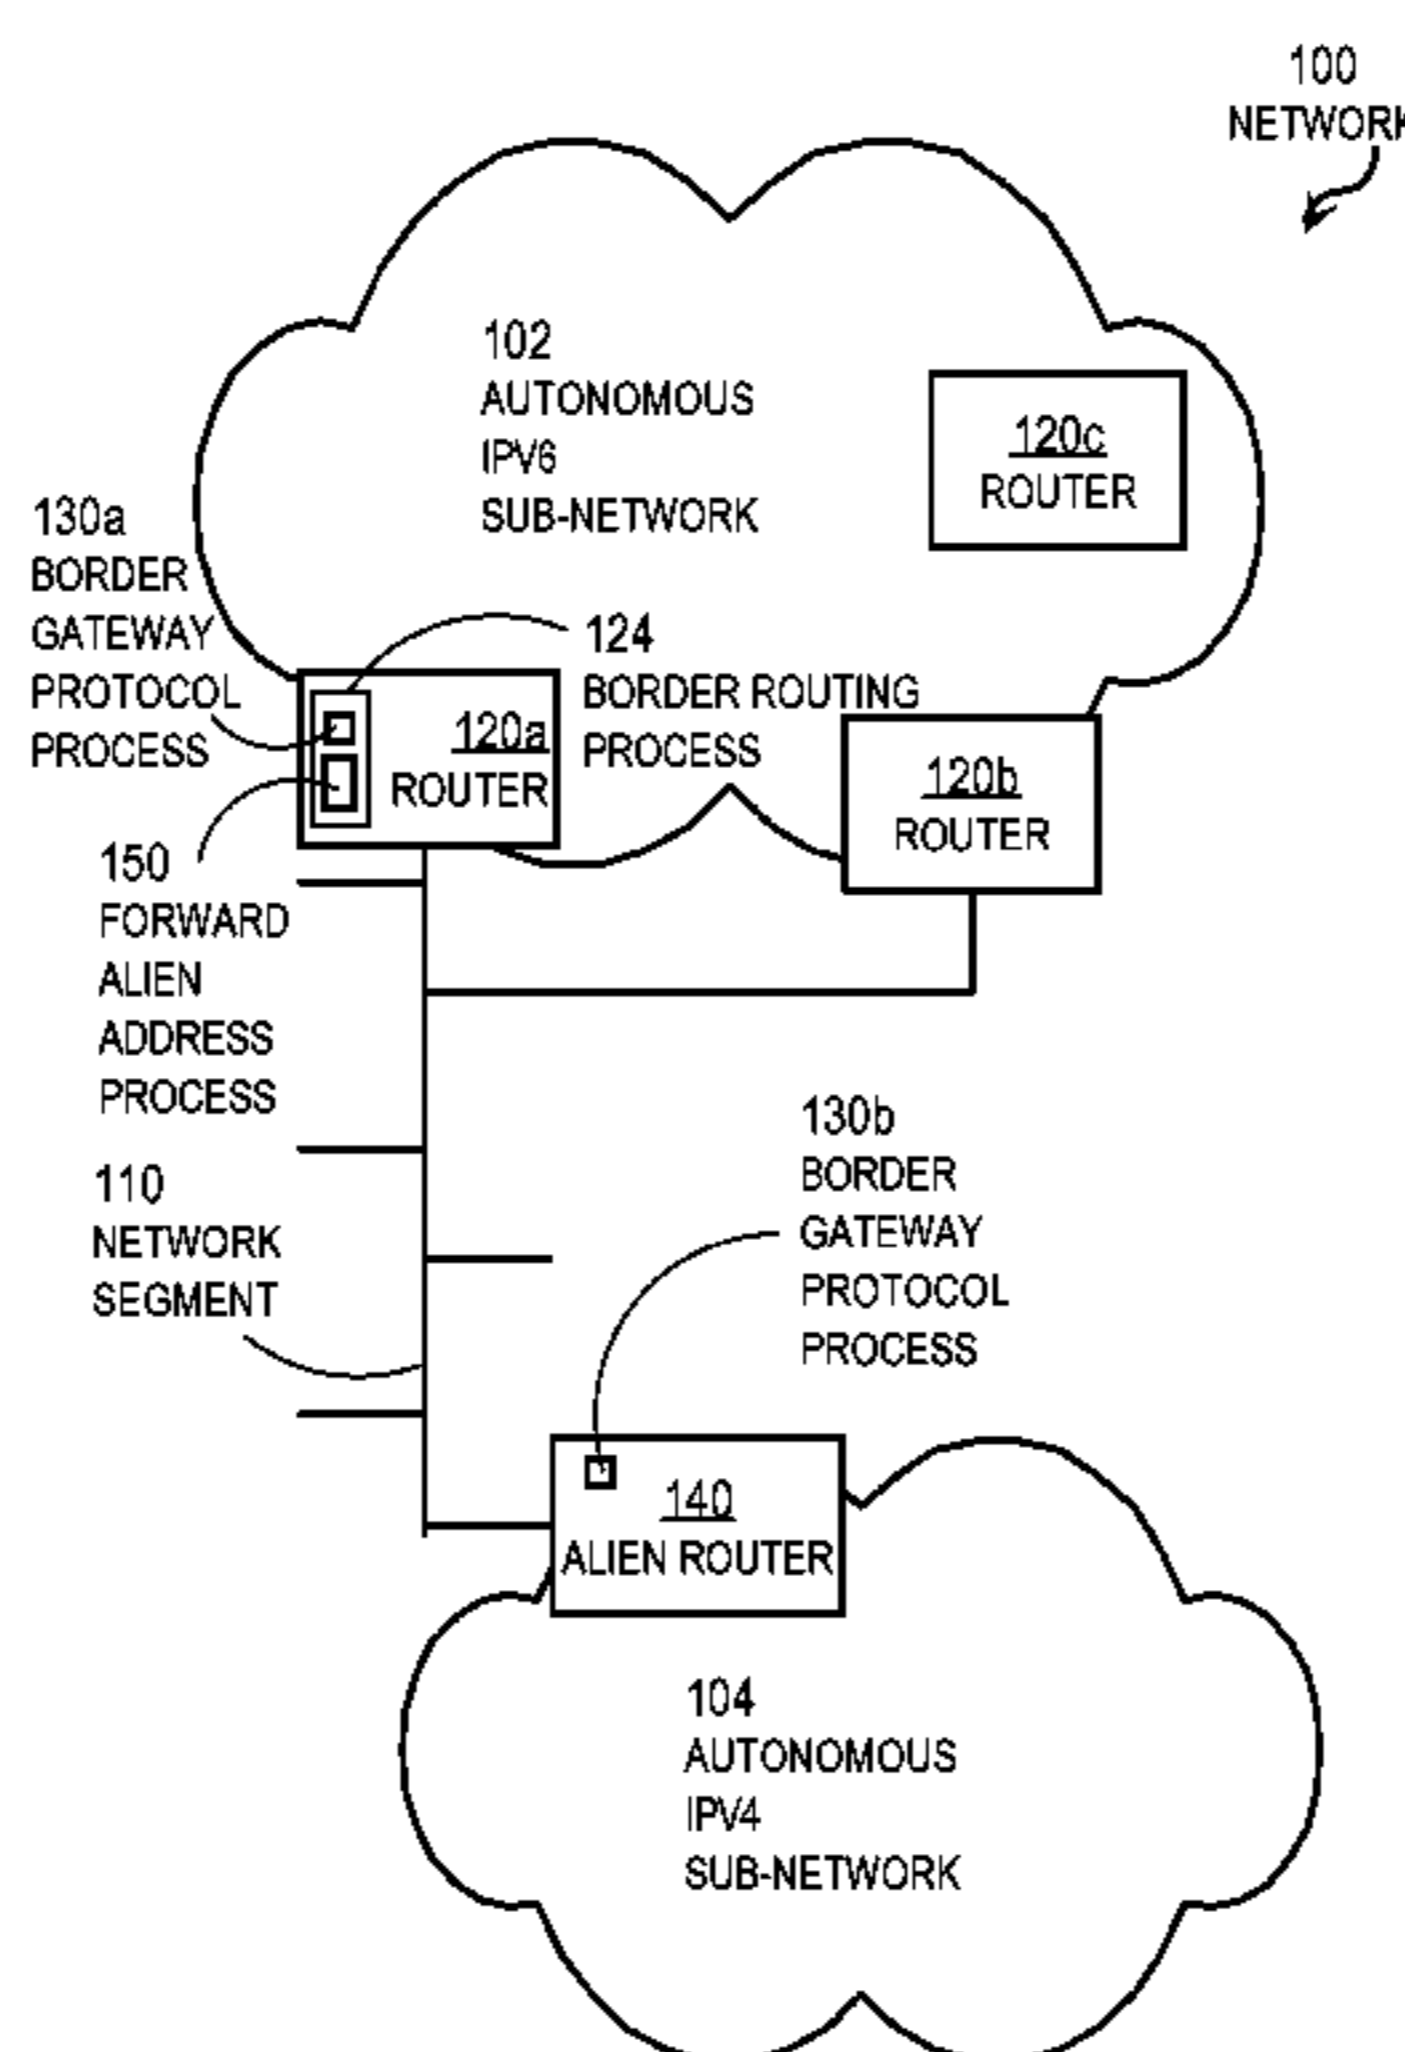 100
NETWORK
102
AUTONOMOUS
IPV6
SUB-NETWORK
120c
ROUTER
130a
BORDER
GATEWAY
PROTOCOL
PROCESS
124
BORDER ROUTING
PROCESS
120a
ROUTER
120b
ROUTER
150
FORWARD
ALIEN
ADDRESS
PROCESS
130b
BORDER
GATEWAY
PROTOCOL
PROCESS
110
NETWORK
SEGMENT
140
ALIEN ROUTER
104
AUTONOMOUS
IPV4
SUB-NETWORK